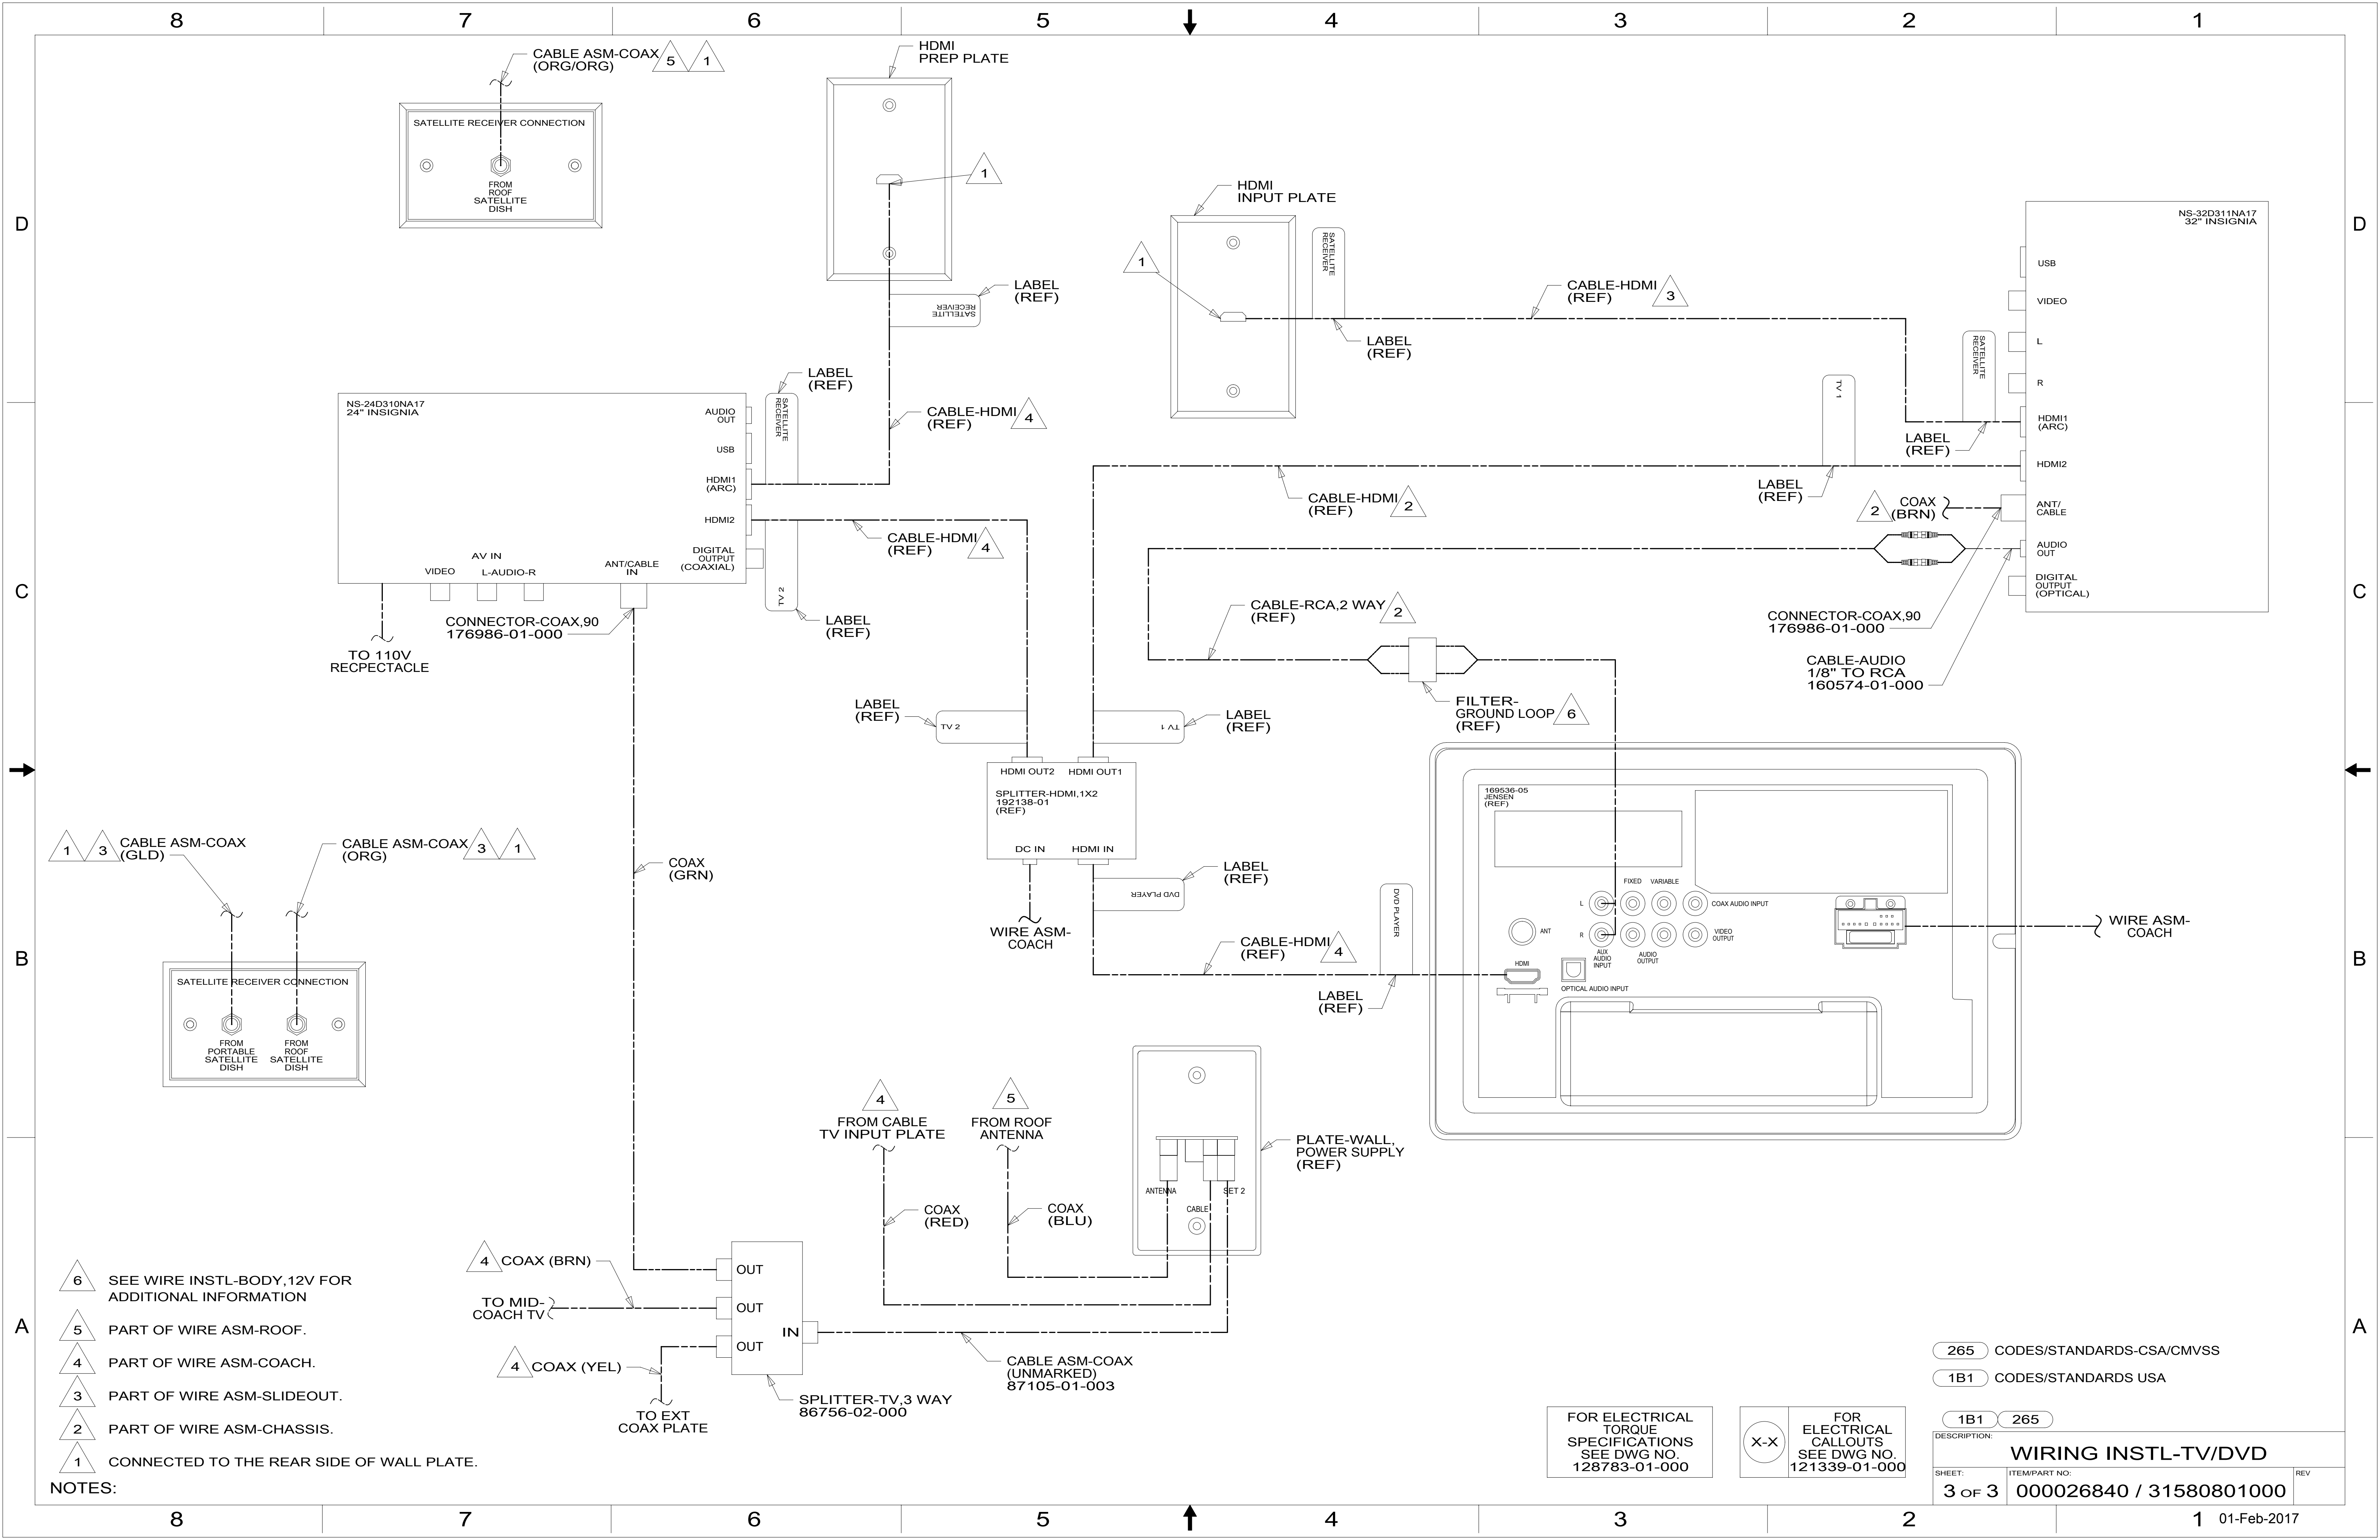 8 7 6 5 4 3 2 1
CABLE ASM-COAX 5 1
(ORG/ORG)
SATELLITE RECEIVER CONNECTION
FROM
ROOF
SATELLITE
DISH
HDMI
PREP PLATE
1
LABEL
(REF)
SATELLITE
RECEIVER
HDMI
INPUT PLATE
1
SATELLITE
RECEIVER
LABEL
(REF)
CABLE-HDMI 3
(REF)
NS-32D311NA17
32" INSIGNIA
USB
VIDEO
L
R
HDMI1
(ARC)
HDMI2
ANT/
CABLE
AUDIO
OUT
DIGITAL
OUTPUT
(OPTICAL)
SATELLITE
RECEIVER
LABEL
(REF)
TV 1
LABEL
(REF)
2 COAX
(BRN)
CONNECTOR-COAX,90
176986-01-000
CABLE-AUDIO
1/8" TO RCA
160574-01-000
D D
NS-24D310NA17
24" INSIGNIA
AUDIO
OUT
USB
HDMI1
(ARC)
HDMI2
DIGITAL
OUTPUT
(COAXIAL)
AV IN
VIDEO L-AUDIO-R
ANT/CABLE
IN
LABEL
(REF)
SATELLITE
RECEIVER
CABLE-HDMI 4
(REF)
CABLE-HDMI 4
(REF)
TV 2
LABEL
(REF)
CONNECTOR-COAX,90
176986-01-000
TO 110V
RECPECTACLE
CABLE-HDMI 2
(REF)
CABLE-RCA,2 WAY 2
(REF)
FILTER-
GROUND LOOP 6
(REF)
C C
LABEL
(REF)
TV 2
TV 1
LABEL
(REF)
HDMI OUT2 HDMI OUT1
SPLITTER-HDMI,1X2
192138-01
(REF)
DC IN HDMI IN
WIRE ASM-
COACH
DVD PLAYER
LABEL
(REF)
CABLE-HDMI 4
(REF)
DVD PLAYER
LABEL
(REF)
169536-05
JENSEN
(REF)
FIXED VARIABLE
L COAX AUDIO INPUT
ANT R VIDEO
OUTPUT
AUX
AUDIO
INPUT
AUDIO
OUTPUT
HDMI
OPTICAL AUDIO INPUT
WIRE ASM-
COACH
1 3 CABLE ASM-COAX
(GLD)
CABLE ASM-COAX 3 1
(ORG)
COAX
(GRN)
SATELLITE RECEIVER CONNECTION
FROM
PORTABLE
SATELLITE
DISH
FROM
ROOF
SATELLITE
DISH
B B
4
FROM CABLE
TV INPUT PLATE
5
FROM ROOF
ANTENNA
PLATE-WALL,
POWER SUPPLY
(REF)
ANTENNA SET 2
CABLE
COAX
(RED)
COAX
(BLU)
4 COAX (BRN)
TO MID-
COACH TV
4 COAX (YEL)
TO EXT
COAX PLATE
OUT
OUT
OUT
IN
CABLE ASM-COAX
(UNMARKED)
87105-01-003
SPLITTER-TV,3 WAY
86756-02-000
A A
6 SEE WIRE INSTL-BODY,12V FOR
ADDITIONAL INFORMATION
5 PART OF WIRE ASM-ROOF.
4 PART OF WIRE ASM-COACH.
3 PART OF WIRE ASM-SLIDEOUT.
2 PART OF WIRE ASM-CHASSIS.
1 CONNECTED TO THE REAR SIDE OF WALL PLATE.
NOTES:
FOR ELECTRICAL
TORQUE
SPECIFICATIONS
SEE DWG NO.
128783-01-000
X-X
FOR
ELECTRICAL
CALLOUTS
SEE DWG NO.
121339-01-000
265 CODES/STANDARDS-CSA/CMVSS
1B1 CODES/STANDARDS USA
1B1 265
DESCRIPTION:
WIRING INSTL-TV/DVD
SHEET: ITEM/PART NO: REV
3 OF 3 000026840 / 31580801000
8 7 6 5 4 3 2 1
01-Feb-2017